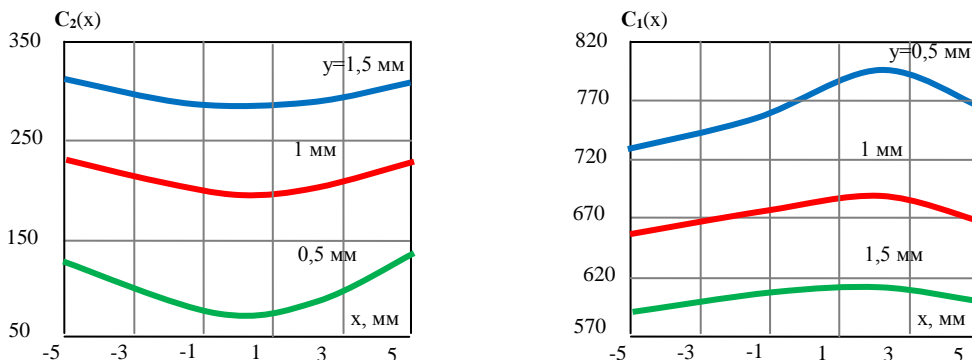 C₂(x)
350
y=1,5 мм
250
1 мм
150
0,5 мм
50
x, мм
-5 -3 -1 1 3 5
C₁(x)
820
y=0,5 мм
770
720
1 мм
670
1,5 мм
620
570
x, мм
-5 -3 -1 1 3 5